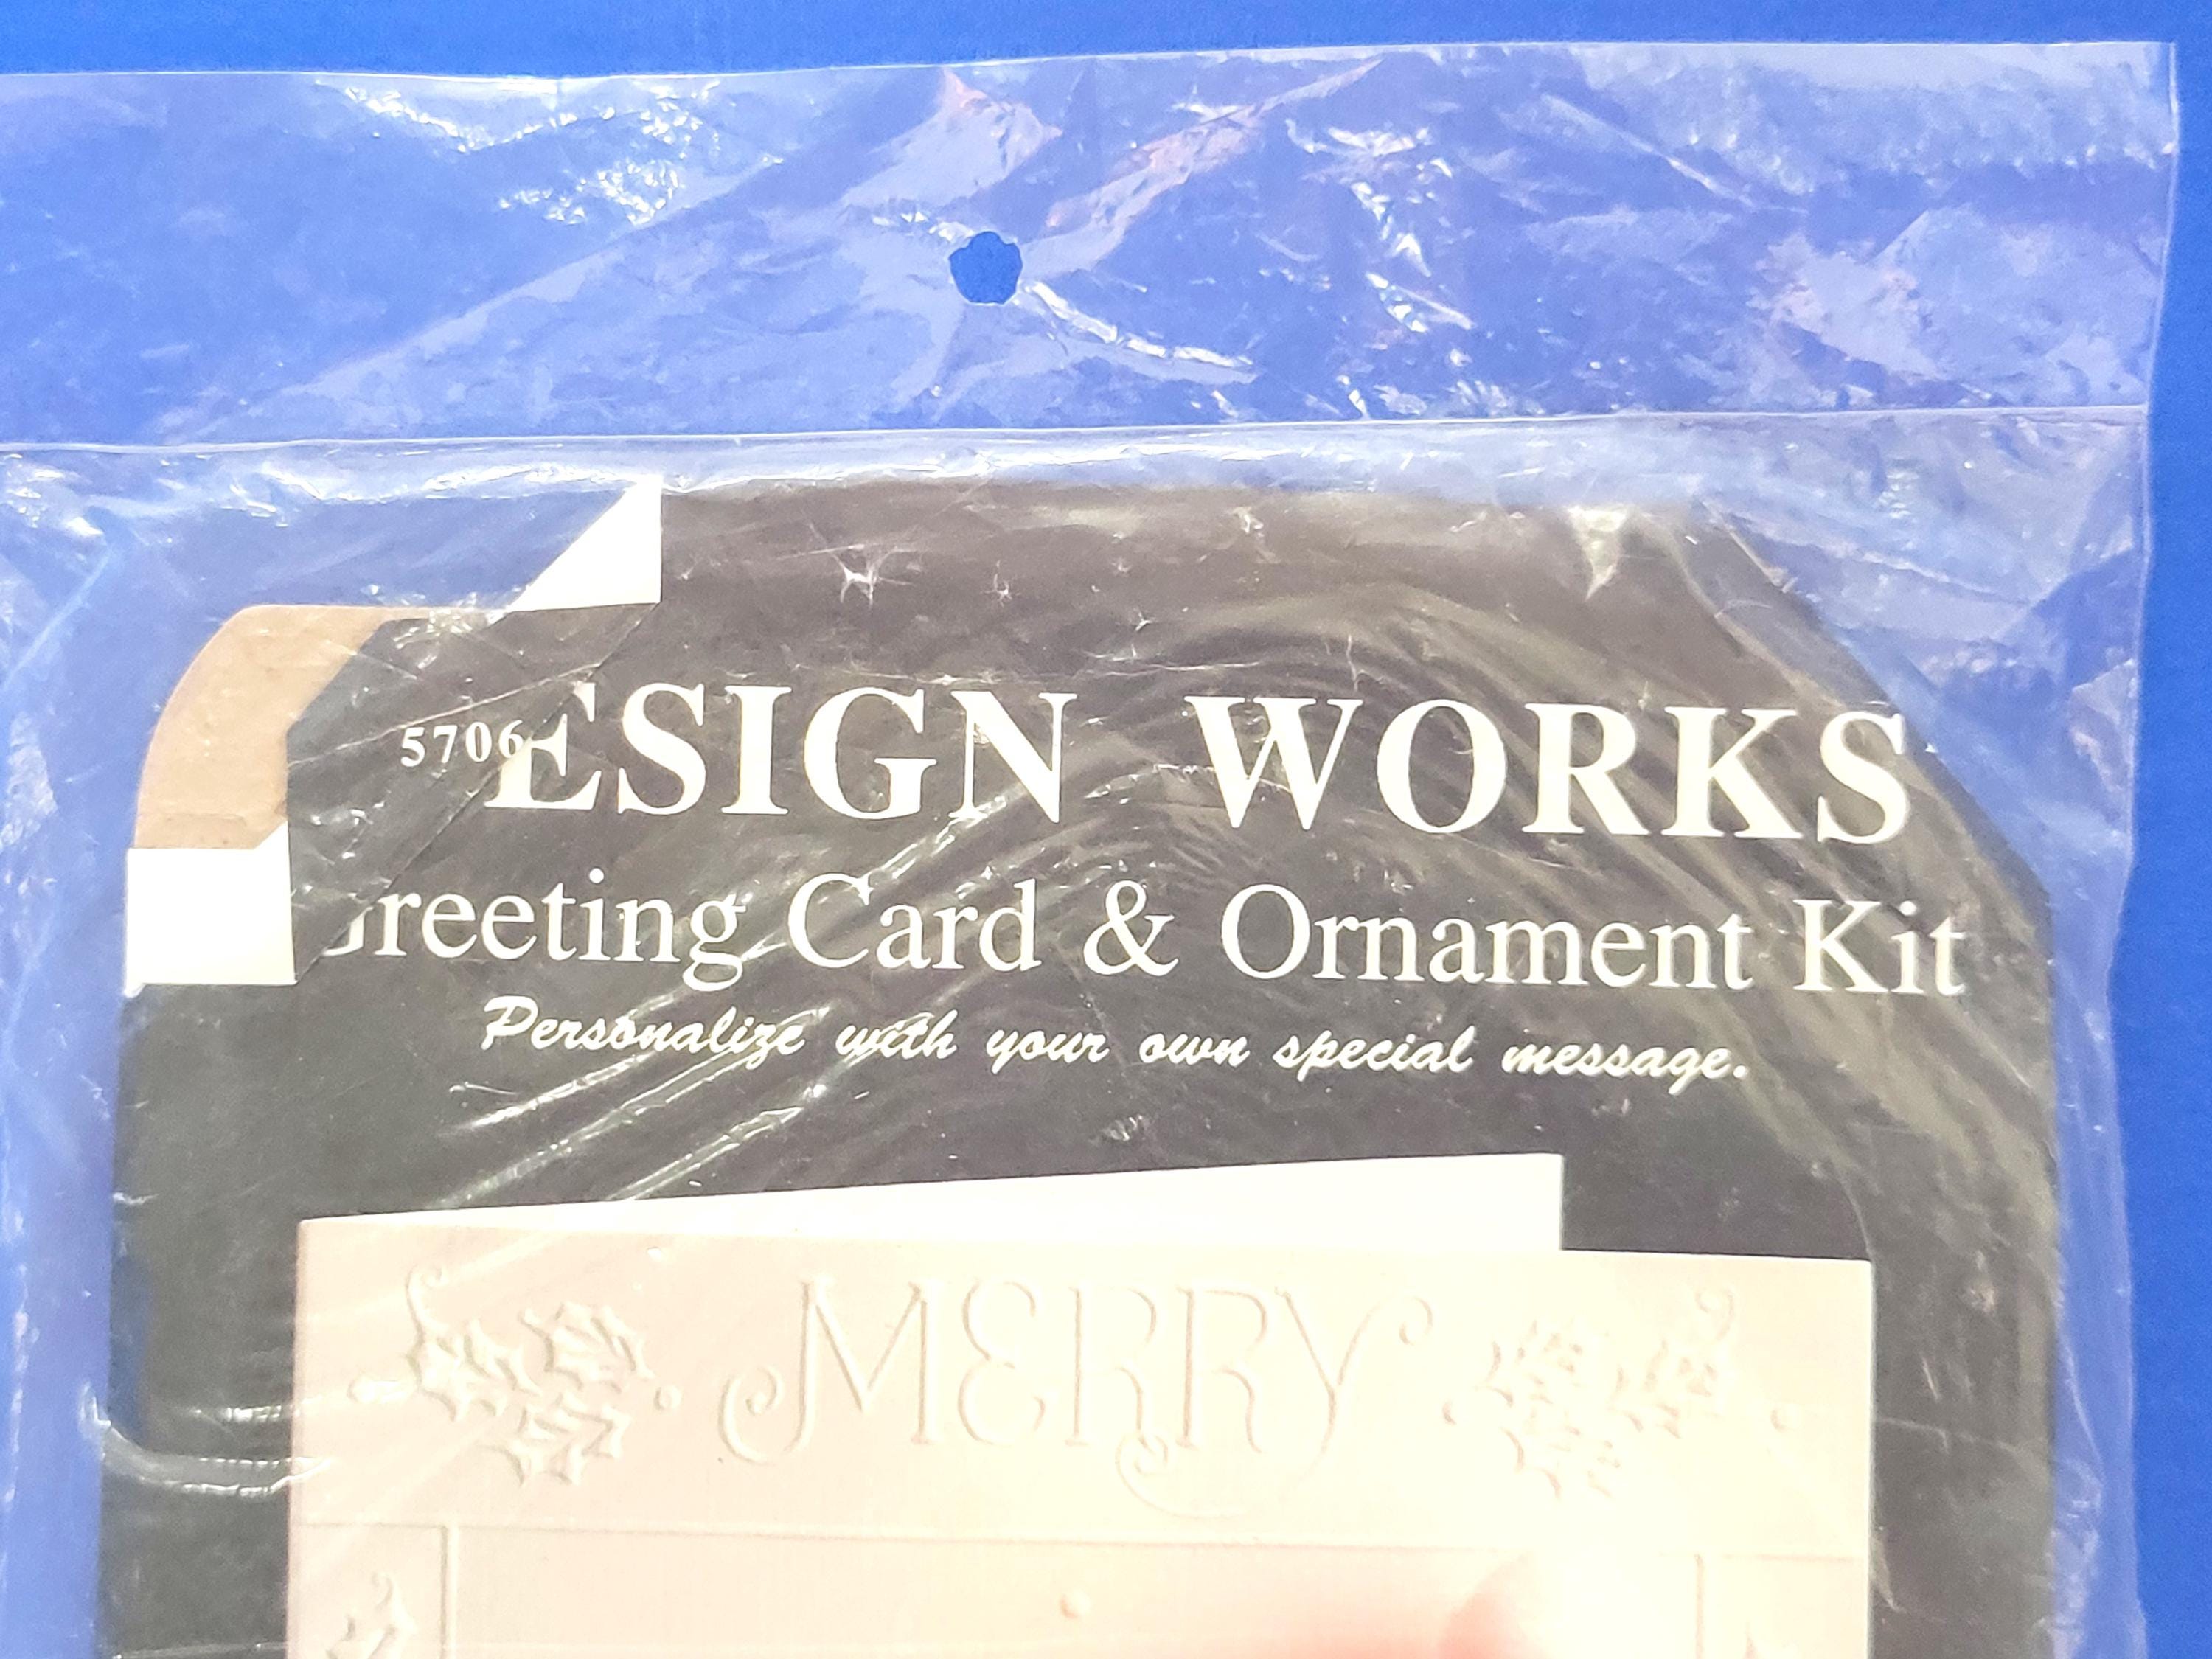 5706
ESIGN WORKS
reeting Card & Ornament Kit
Personalize with your own special message.
MERRY